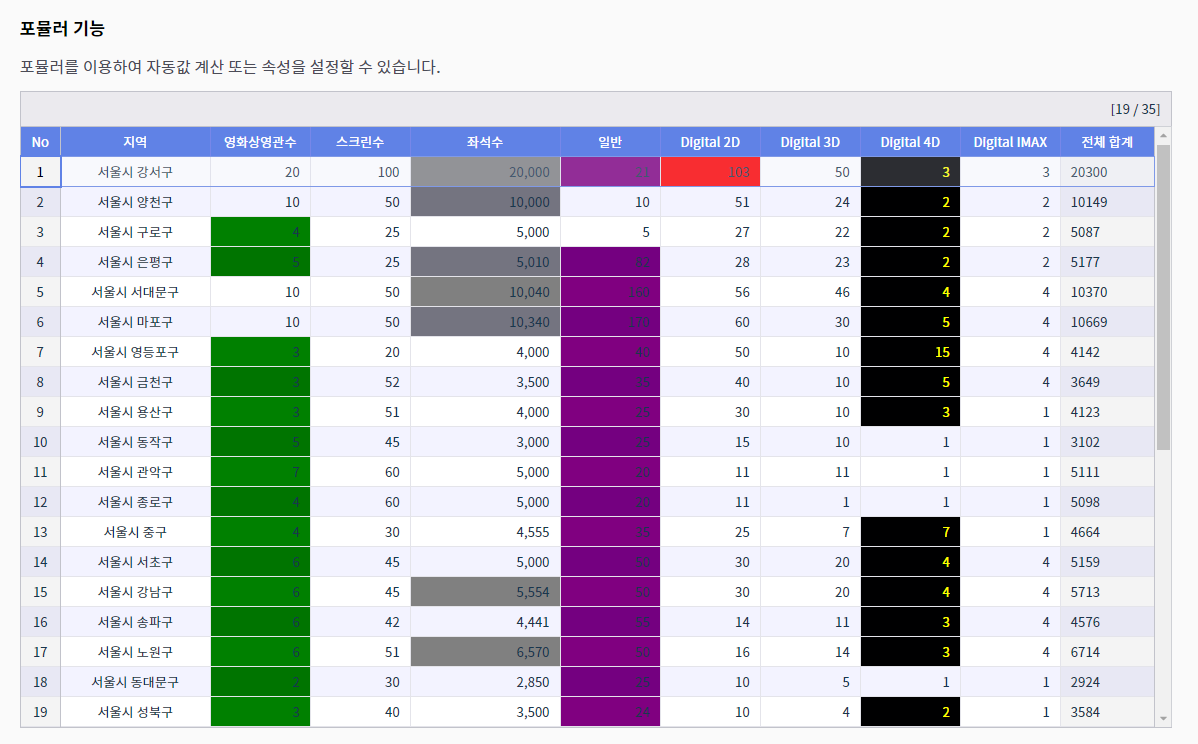 포뮬러 기능
포뮬러를 이용하여 자동값 계산 또는 속성을 설정할 수 있습니다.
[19 / 35]
No 지역 영화상영관수 스크린수 좌석수 일반 Digital 2D Digital 3D Digital 4D Digital IMAX 전체 합계
1 서울시 강서구 20 100 20,000 21 103 50 3 3 20300
2 서울시 양천구 10 50 10,000 10 51 24 2 2 10149
3 서울시 구로구 4 25 5,000 5 27 22 2 2 5087
4 서울시 은평구 5 25 5,010 82 28 23 2 2 5177
5 서울시 서대문구 10 50 10,040 160 56 46 4 4 10370
6 서울시 마포구 10 50 10,340 170 60 30 5 4 10669
7 서울시 영등포구 3 20 4,000 40 50 10 15 4 4142
8 서울시 금천구 3 52 3,500 35 40 10 5 4 3649
9 서울시 용산구 3 51 4,000 25 30 10 3 1 4123
10 서울시 동작구 5 45 3,000 25 15 10 1 1 3102
11 서울시 관악구 7 60 5,000 20 11 11 1 1 5111
12 서울시 종로구 4 60 5,000 20 11 1 1 1 5098
13 서울시 중구 4 30 4,555 35 25 7 7 1 4664
14 서울시 서초구 6 45 5,000 50 30 20 4 4 5159
15 서울시 강남구 6 45 5,554 50 30 20 4 4 5713
16 서울시 송파구 6 42 4,441 55 14 11 3 4 4576
17 서울시 노원구 6 51 6,570 50 16 14 3 4 6714
18 서울시 동대문구 2 30 2,850 25 10 5 1 1 2924
19 서울시 성북구 3 40 3,500 24 10 4 2 1 3584